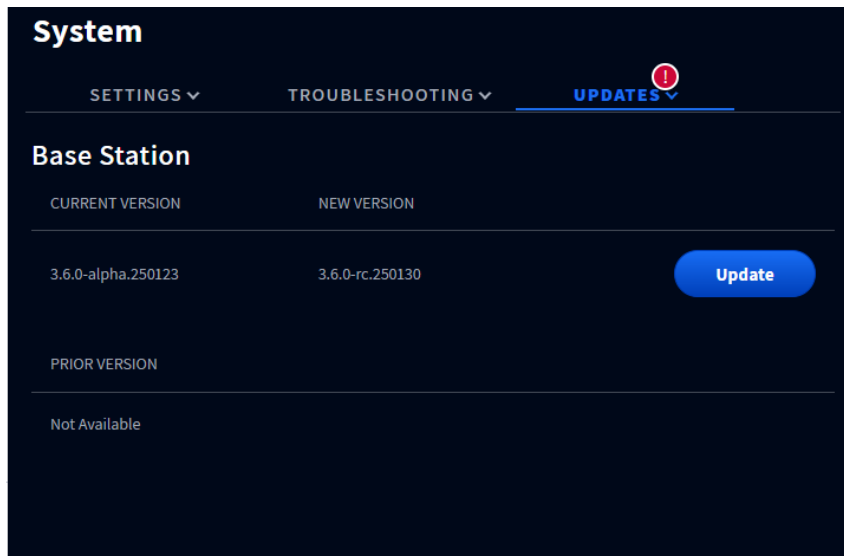 System
SETTINGS TROUBLESHOOTING UPDATES !
Base Station
CURRENT VERSION NEW VERSION
3.6.0-alpha.250123 3.6.0-rc.250130 Update
PRIOR VERSION
Not Available